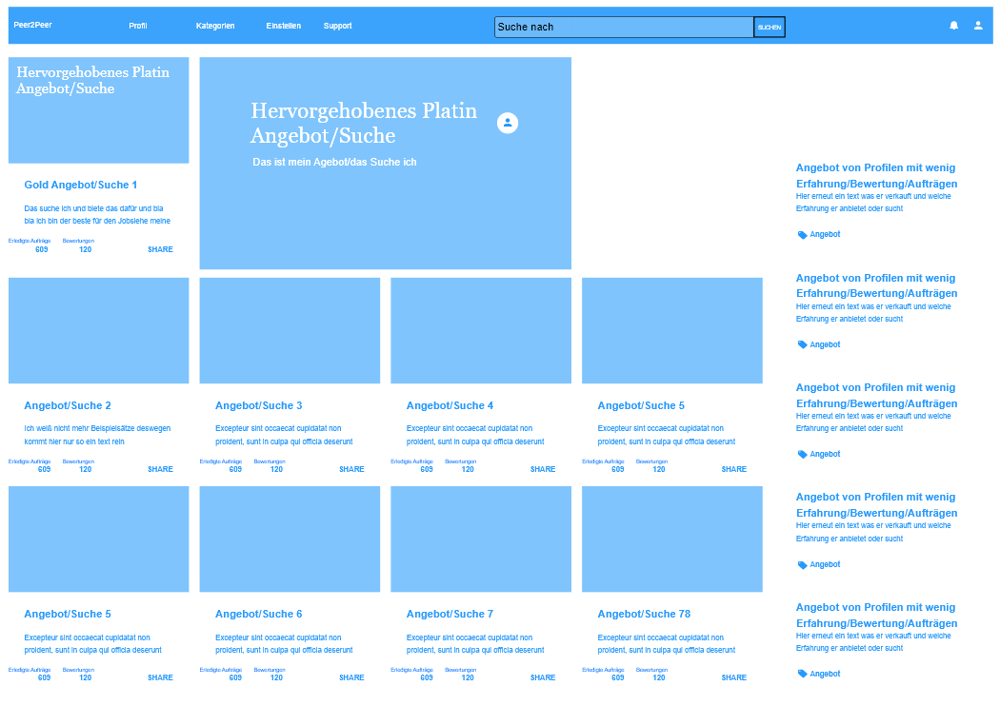 Peer2Peer
Profil
Kategorien
Einstellen
Support
Suche nach
SUCHEN
Hervorgehobenes Platin
Angebot/Suche
Gold Angebot/Suche 1
Das suche ich und biete das dafür und bla
bla ich bin der beste für den Jobsiehe meine
Erledigte Aufträge
Bewertungen
609
120
SHARE
Hervorgehobenes Platin
Angebot/Suche
Das ist mein Agebot/das Suche ich
Angebot/Suche 2
Ich weiß nicht mehr Beispielsätze deswegen
kommt hier nur so ein text rein
Erledigte Aufträge
Bewertungen
609
120
SHARE
Angebot/Suche 3
Excepteur sint occaecat cupidatat non
proident, sunt in culpa qui officia deserunt
Erledigte Aufträge
Bewertungen
609
120
SHARE
Angebot/Suche 4
Excepteur sint occaecat cupidatat non
proident, sunt in culpa qui officia deserunt
Erledigte Aufträge
Bewertungen
609
120
SHARE
Angebot/Suche 5
Excepteur sint occaecat cupidatat non
proident, sunt in culpa qui officia deserunt
Erledigte Aufträge
Bewertungen
609
120
SHARE
Angebot/Suche 5
Excepteur sint occaecat cupidatat non
proident, sunt in culpa qui officia deserunt
Erledigte Aufträge
Bewertungen
609
120
SHARE
Angebot/Suche 6
Excepteur sint occaecat cupidatat non
proident, sunt in culpa qui officia deserunt
Erledigte Aufträge
Bewertungen
609
120
SHARE
Angebot/Suche 7
Excepteur sint occaecat cupidatat non
proident, sunt in culpa qui officia deserunt
Erledigte Aufträge
Bewertungen
609
120
SHARE
Angebot/Suche 78
Excepteur sint occaecat cupidatat non
proident, sunt in culpa qui officia deserunt
Erledigte Aufträge
Bewertungen
609
120
SHARE
Angebot von Profilen mit wenig
Erfahrung/Bewertung/Aufträgen
Hier erneut ein text was er verkauft und welche
Erfahrung er anbietet oder sucht
Angebot
Angebot von Profilen mit wenig
Erfahrung/Bewertung/Aufträgen
Hier erneut ein text was er verkauft und welche
Erfahrung er anbietet oder sucht
Angebot
Angebot von Profilen mit wenig
Erfahrung/Bewertung/Aufträgen
Hier erneut ein text was er verkauft und welche
Erfahrung er anbietet oder sucht
Angebot
Angebot von Profilen mit wenig
Erfahrung/Bewertung/Aufträgen
Hier erneut ein text was er verkauft und welche
Erfahrung er anbietet oder sucht
Angebot
Angebot von Profilen mit wenig
Erfahrung/Bewertung/Aufträgen
Hier erneut ein text was er verkauft und welche
Erfahrung er anbietet oder sucht
Angebot